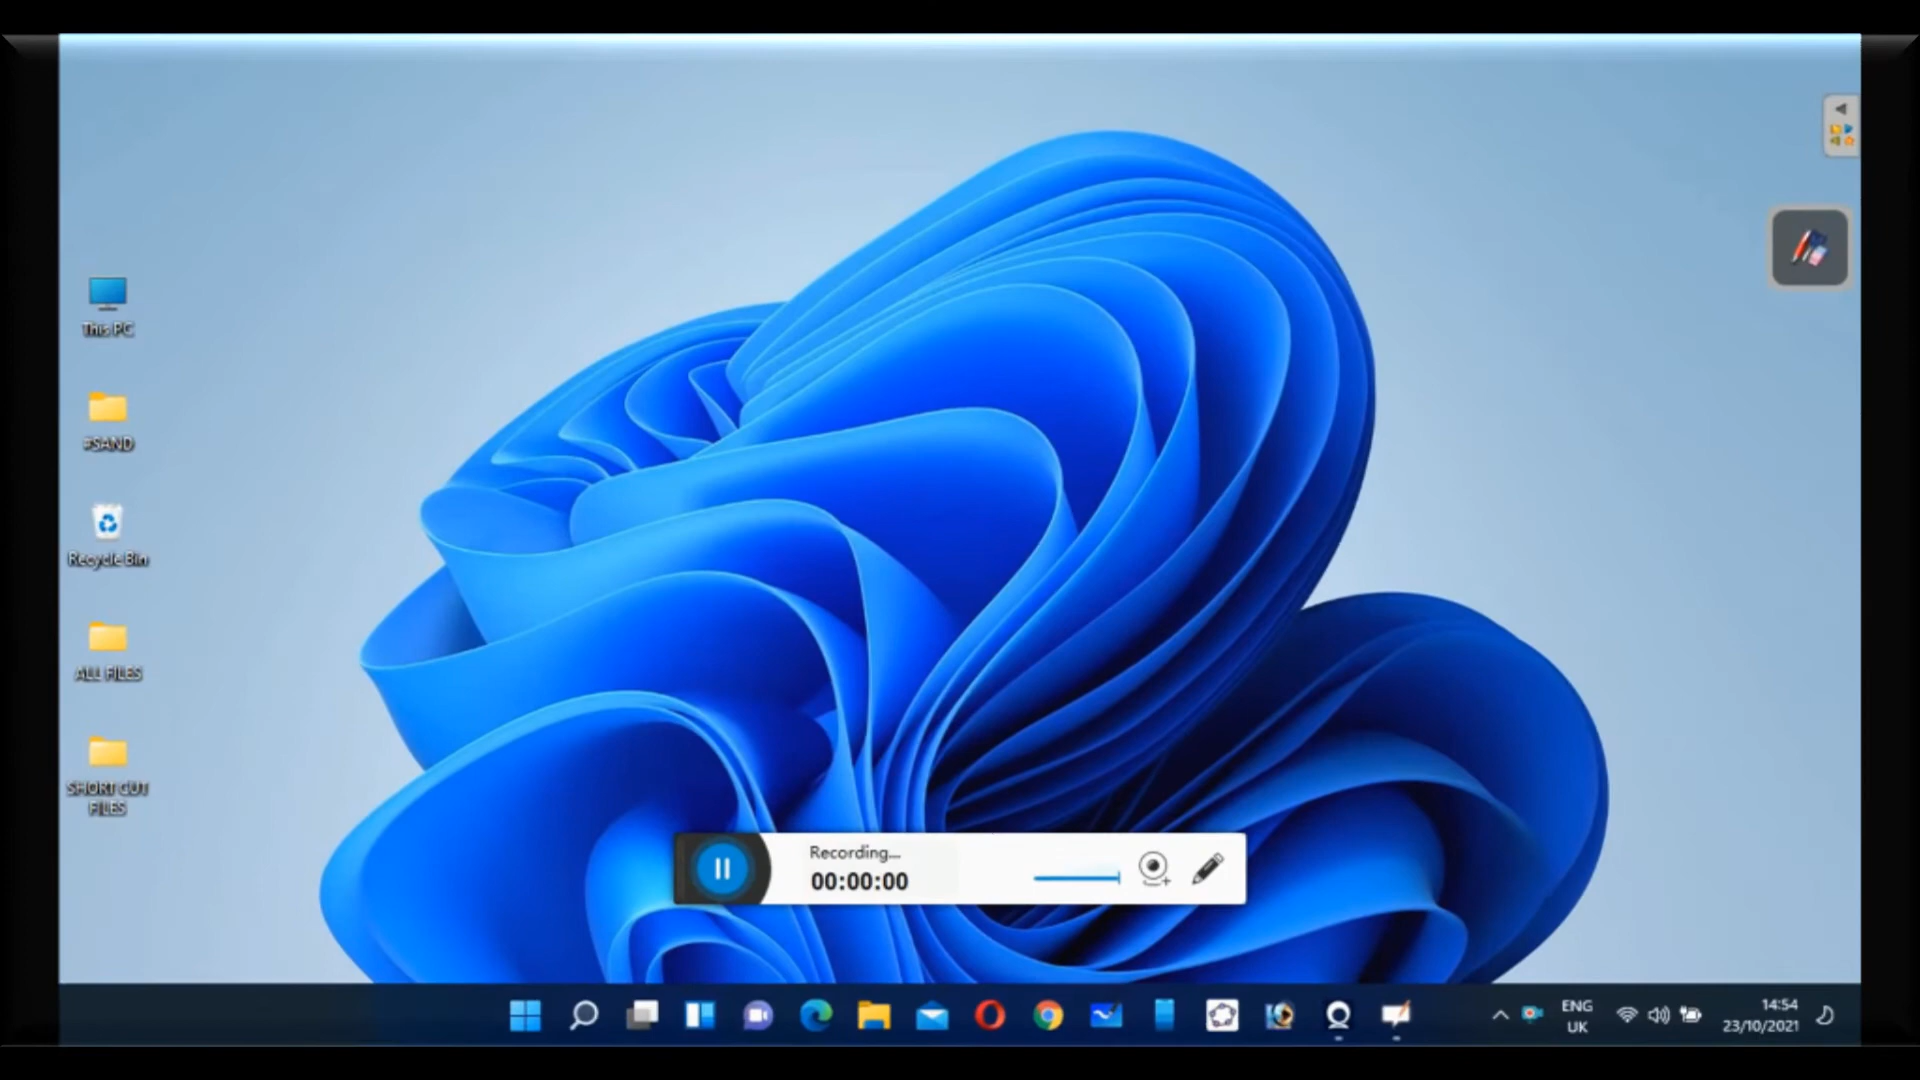 This PC
#SAND
Recycle Bin
ALL FILES
SHORT CUT
FILES
Recording...
00:00:00
ENG
UK
14:54
23/10/2021